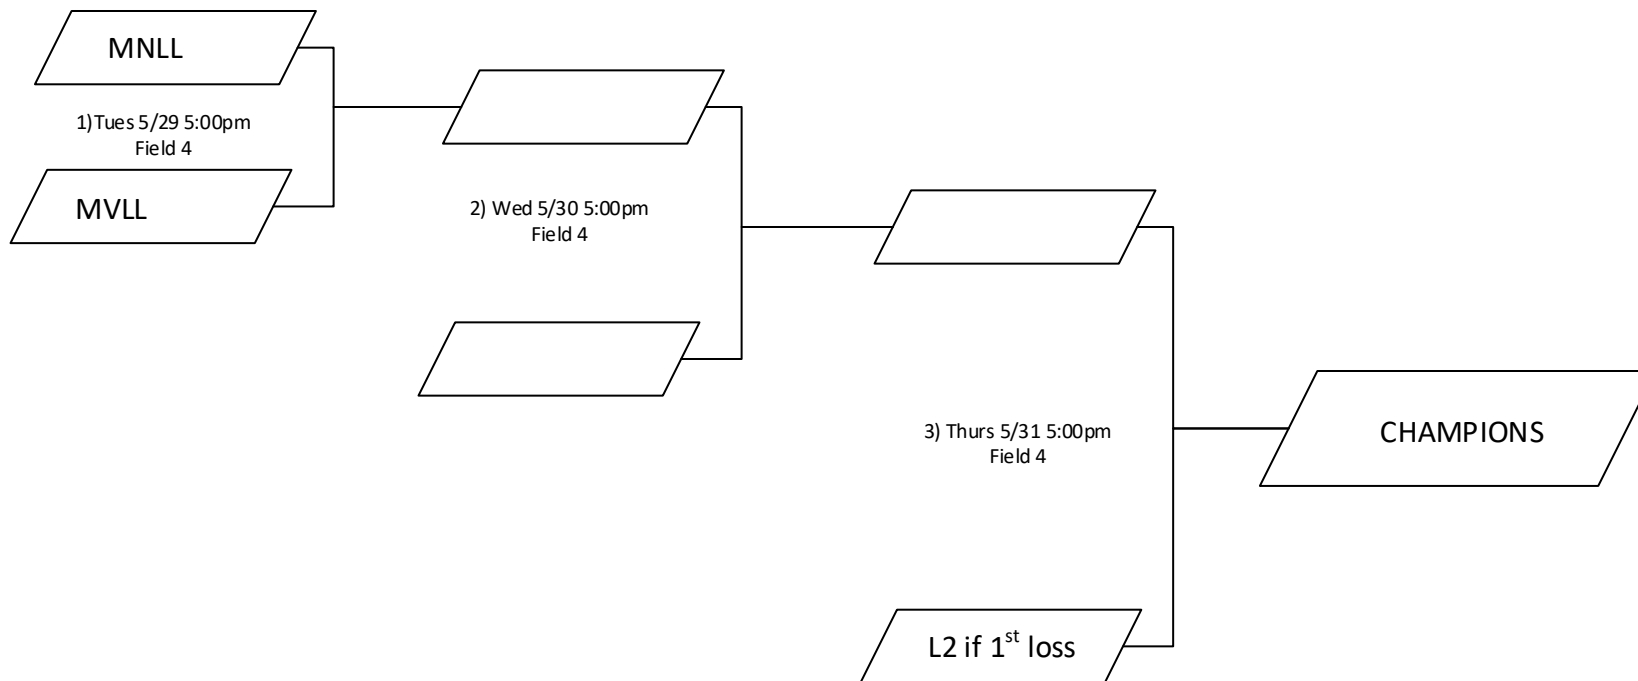 MNLL
1)Tues 5/29 5:00pm
Field 4
MVLL
2) Wed 5/30 5:00pm
Field 4
3) Thurs 5/31 5:00pm
Field 4
CHAMPIONS
L2 if 1st loss